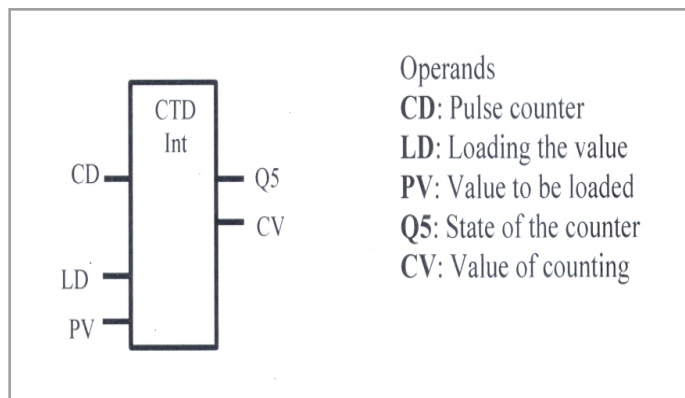 CTD
Int
CD
Q5
CV
LD
PV
Operands
CD: Pulse counter
LD: Loading the value
PV: Value to be loaded
Q5: State of the counter
CV: Value of counting